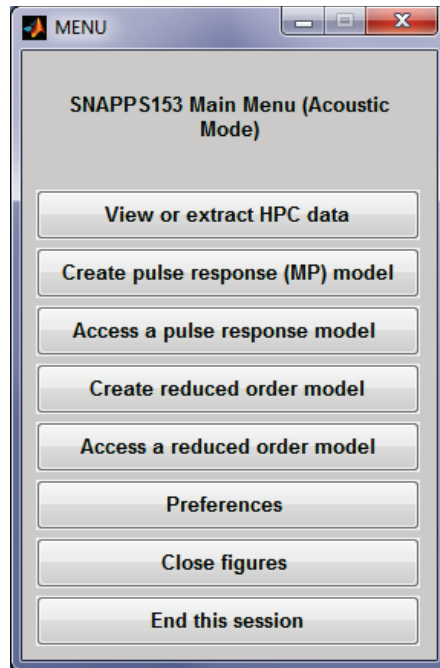 MENU
SNAPPS153 Main Menu (Acoustic
Mode)
View or extract HPC data
Create pulse response (MP) model
Access a pulse response model
Create reduced order model
Access a reduced order model
Preferences
Close figures
End this session